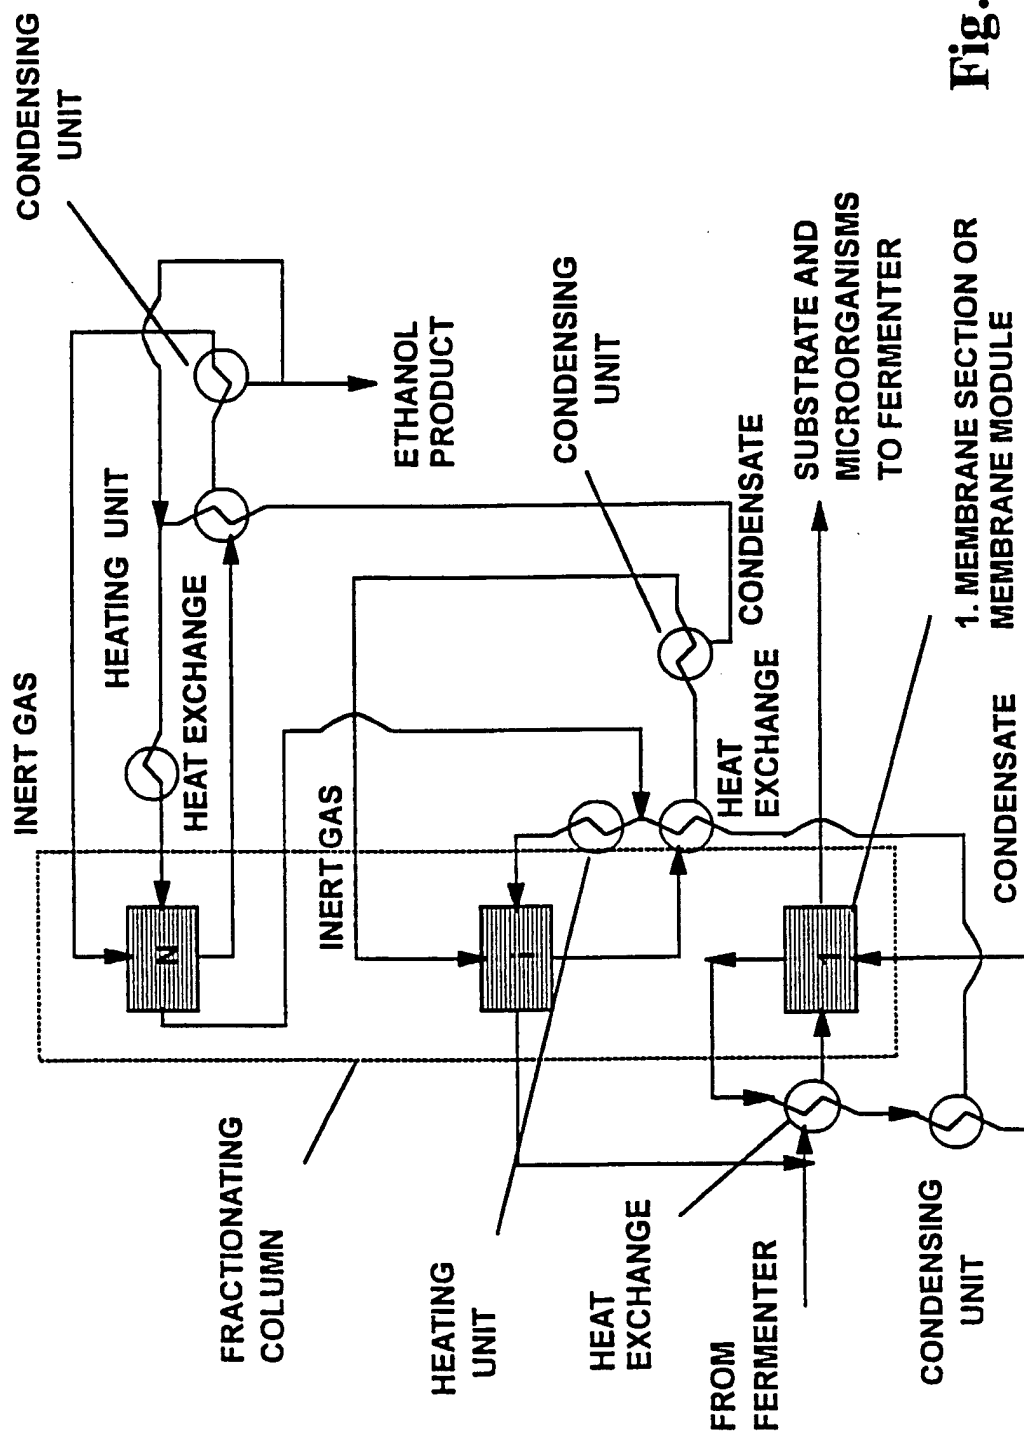 CONDENSING
UNIT
INERT GAS
HEATING UNIT
HEAT EXCHANGE
ETHANOL
PRODUCT
N
FRACTIONATING
COLUMN
INERT GAS
CONDENSING
UNIT
CONDENSATE
I
HEATING
UNIT
HEAT
EXCHANGE
SUBSTRATE AND
MICROORGANISMS
TO FERMENTER
1
HEAT
EXCHANGE
1. MEMBRANE SECTION OR
MEMBRANE MODULE
FROM
FERMENTER
CONDENSING
UNIT
CONDENSATE
Fig.